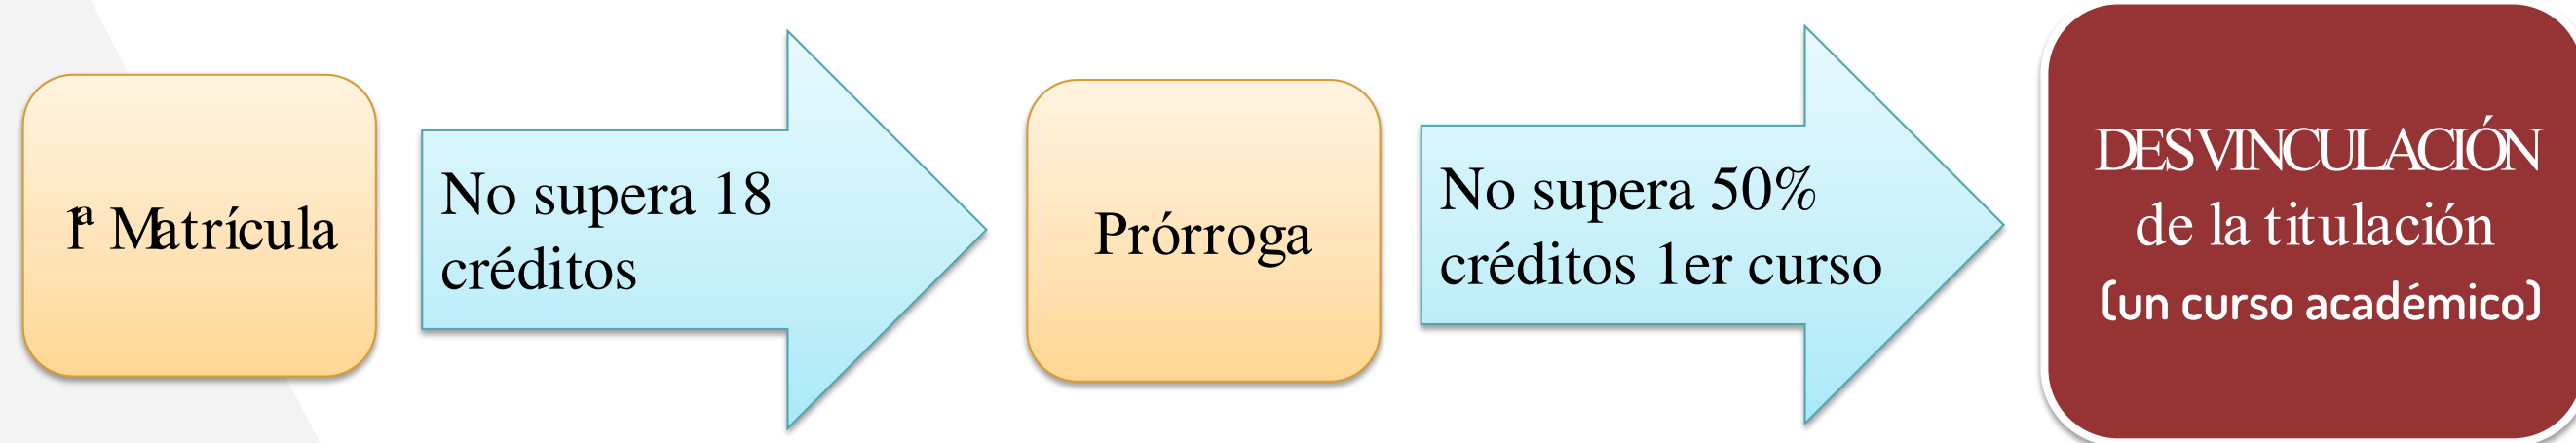 1ª Matrícula
No supera 18
créditos
Prórroga
No supera 50%
créditos 1er curso
DESVINCULACIÓN
de la titulación
(un curso académico)